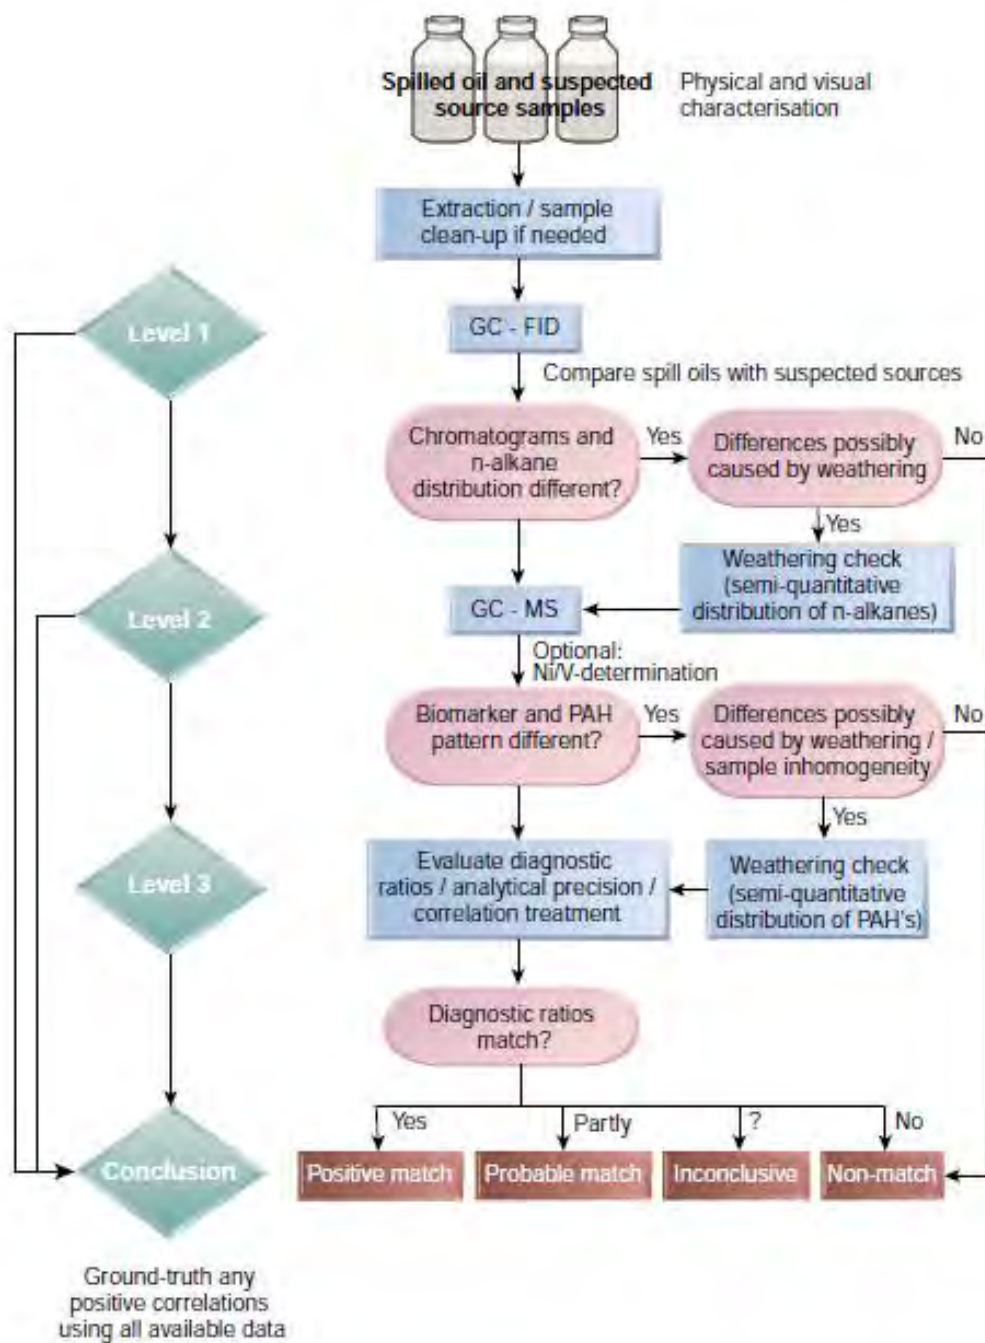 Spilled oil and suspected
source samples
Physical and visual
characterisation
Extraction / sample
clean-up if needed
Level 1
GC - FID
Compare spill oils with suspected sources
Chromatograms and
n-alkane
distribution different?
Yes
Differences possibly
caused by weathering
No
Yes
Weathering check
(semi-quantitative
distribution of n-alkanes)
Level 2
GC - MS
Optional:
Ni/V-determination
Biomarker and PAH
pattern different?
Yes
Differences possibly
caused by weathering /
sample inhomogeneity
No
Yes
Level 3
Evaluate diagnostic
ratios / analytical precision /
correlation treatment
Weathering check
(semi-quantitative
distribution of PAH's)
Diagnostic ratios
match?
Yes
Partly
?
No
Conclusion
Positive match
Probable match
Inconclusive
Non-match
Ground-truth any
positive correlations
using all available data